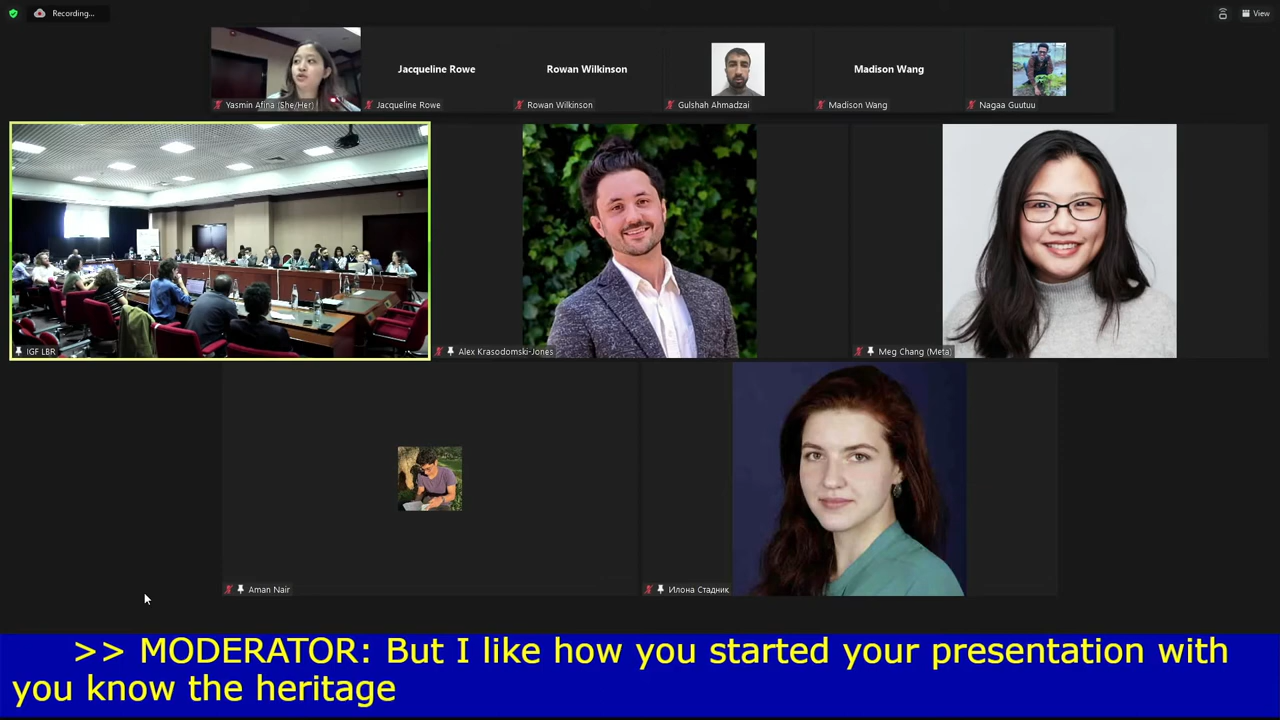 Recording...
View
Jacqueline Rowe
Rowan Wilkinson
Madison Wang
Yasmin Afina (She/Her)
Jacqueline Rowe
Rowan Wilkinson
Gulshah Ahmadzai
Madison Wang
Nagaa Guutuu
IGF LBR
Alex Krasodomski-Jones
Meg Chang (Meta)
Aman Nair
Илона Стадник
>> MODERATOR: But I like how you started your presentation with
you know the heritage